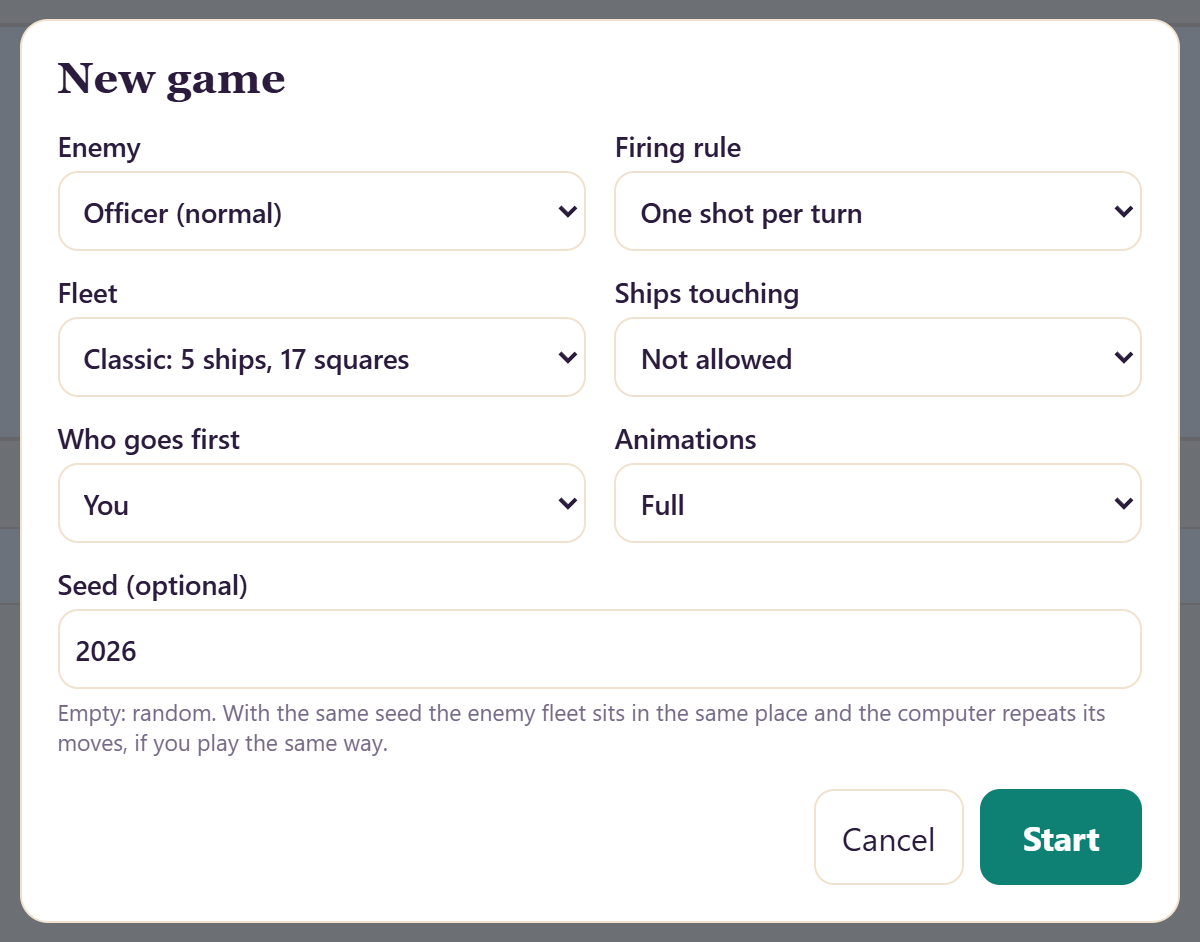 New game
Enemy
Officer (normal)
Firing rule
One shot per turn
Fleet
Classic: 5 ships, 17 squares
Ships touching
Not allowed
Who goes first
You
Animations
Full
Seed (optional)
2026
Empty: random. With the same seed the enemy fleet sits in the same place and the computer repeats its
moves, if you play the same way.
Cancel
Start